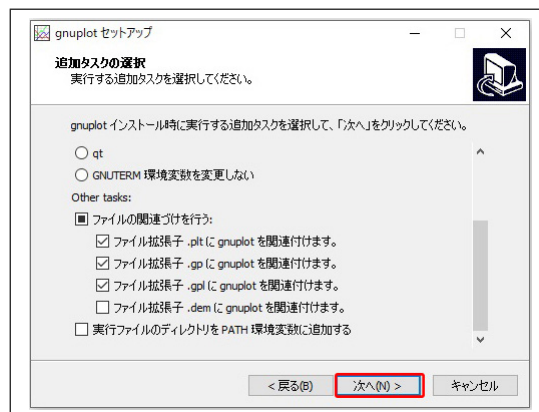 gnuplot セットアップ
追加タスクの選択
実行する追加タスクを選択してください。
gnuplot インストール時に実行する追加タスクを選択して、「次へ」をクリックしてください。
qt
GNUTERM 環境変数を変更しない
Other tasks:
ファイルの関連づけを行う:
ファイル拡張子 .plt に gnuplot を関連付けます。
ファイル拡張子 .gp に gnuplot を関連付けます。
ファイル拡張子 .gpl に gnuplot を関連付けます。
ファイル拡張子 .dem に gnuplot を関連付けます。
実行ファイルのディレクトリを PATH 環境変数に追加する
< 戻る(B) 次へ(N) > キャンセル